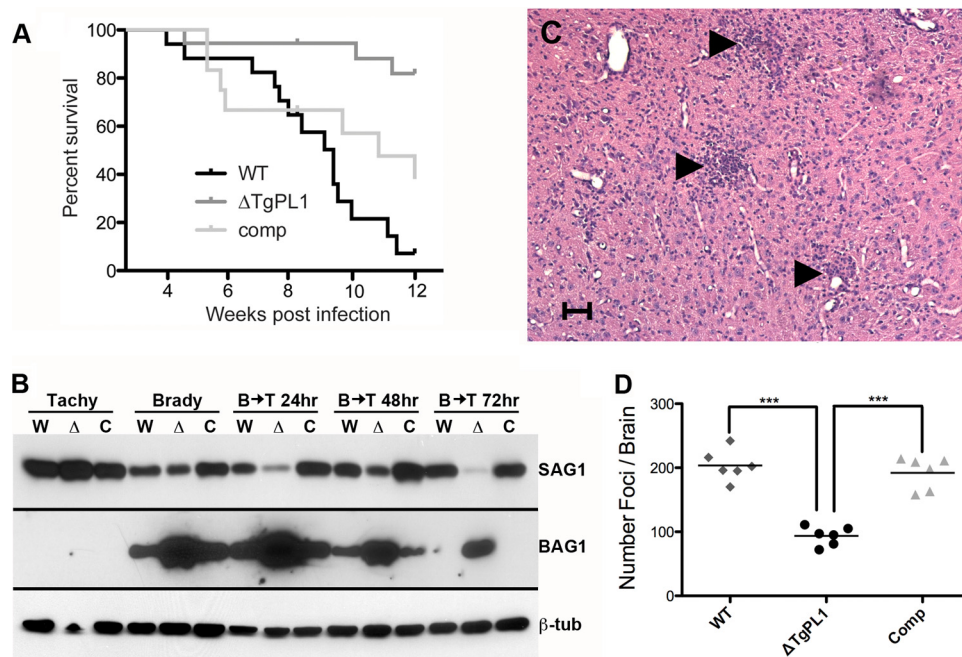 A
Percent survival
100
80
60
40
20
0
WT
ΔTgPL1
comp
4 6 8 10 12
Weeks post infection
C
B
Tachy Brady B→T 24hr B→T 48hr B→T 72hr
W Δ C W Δ C W Δ C W Δ C W Δ C
SAG1
BAG1
β-tub
D
Number Foci / Brain
300
200
100
0
*** ***
WT ΔTgPL1 Comp